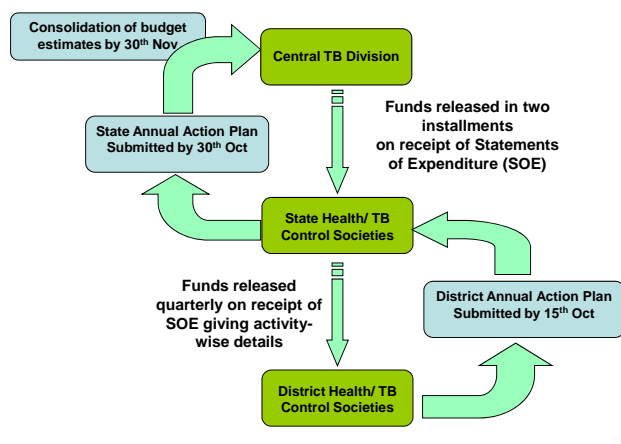 Consolidation of budget
estimates by 30th Nov
Central TB Division
Funds released in two
installments
on receipt of Statements
of Expenditure (SOE)
State Annual Action Plan
Submitted by 30th Oct
State Health/ TB
Control Societies
Funds released
quarterly on receipt of
SOE giving activity-
wise details
District Annual Action Plan
Submitted by 15th Oct
District Health/ TB
Control Societies